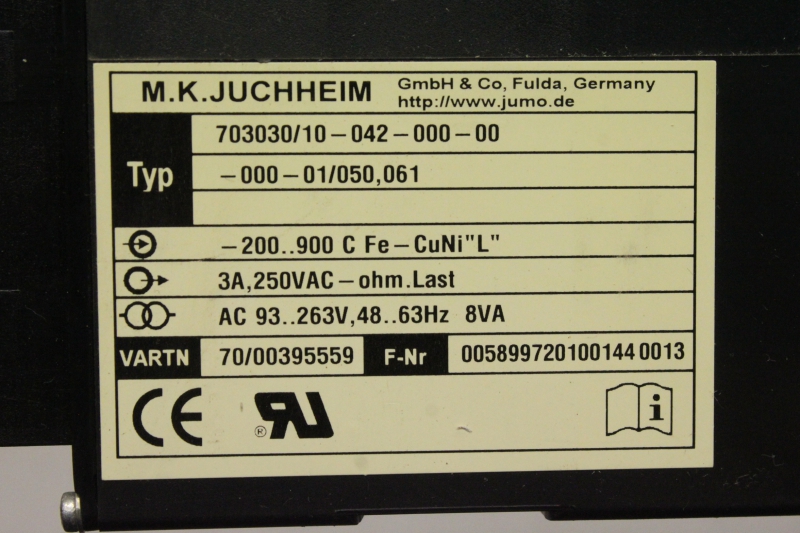 M.K.JUCHHEIM GmbH & Co, Fulda, Germany
http://www.jumo.de
Typ 703030/10-042-000-00
-000-01/050,061
-200..900 C Fe-CuNi"L"
3A,250VAC-ohm.Last
AC 93..263V,48..63Hz 8VA
VARTN 70/00395559 F-Nr 0058997201001440013
CE RU ® i